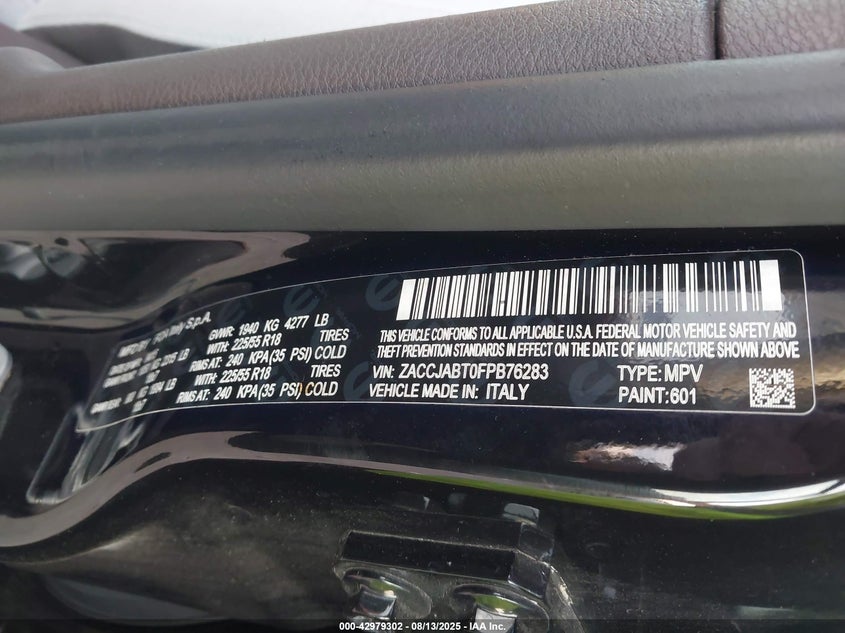 FCA Italy S.p.A.
GVWR: 1940 KG 4277 LB
WITH: 225/55 R18 TIRES
RIMS AT: 240 KPA (35 PSI) COLD
LB WITH: 225/55 R18 TIRES
RIMS AT: 240 KPA (35 PSI) COLD
THIS VEHICLE CONFORMS TO ALL APPLICABLE U.S.A. FEDERAL MOTOR VEHICLE SAFETY AND
THEFT PREVENTION STANDARDS IN EFFECT ON THE DATE OF MANUFACTURE SHOWN ABOVE
VIN: ZACCJABT0FPB76283 TYPE: MPV
VEHICLE MADE IN: ITALY PAINT: 601
000-42979302 - 08/13/2025 - IAA Inc.